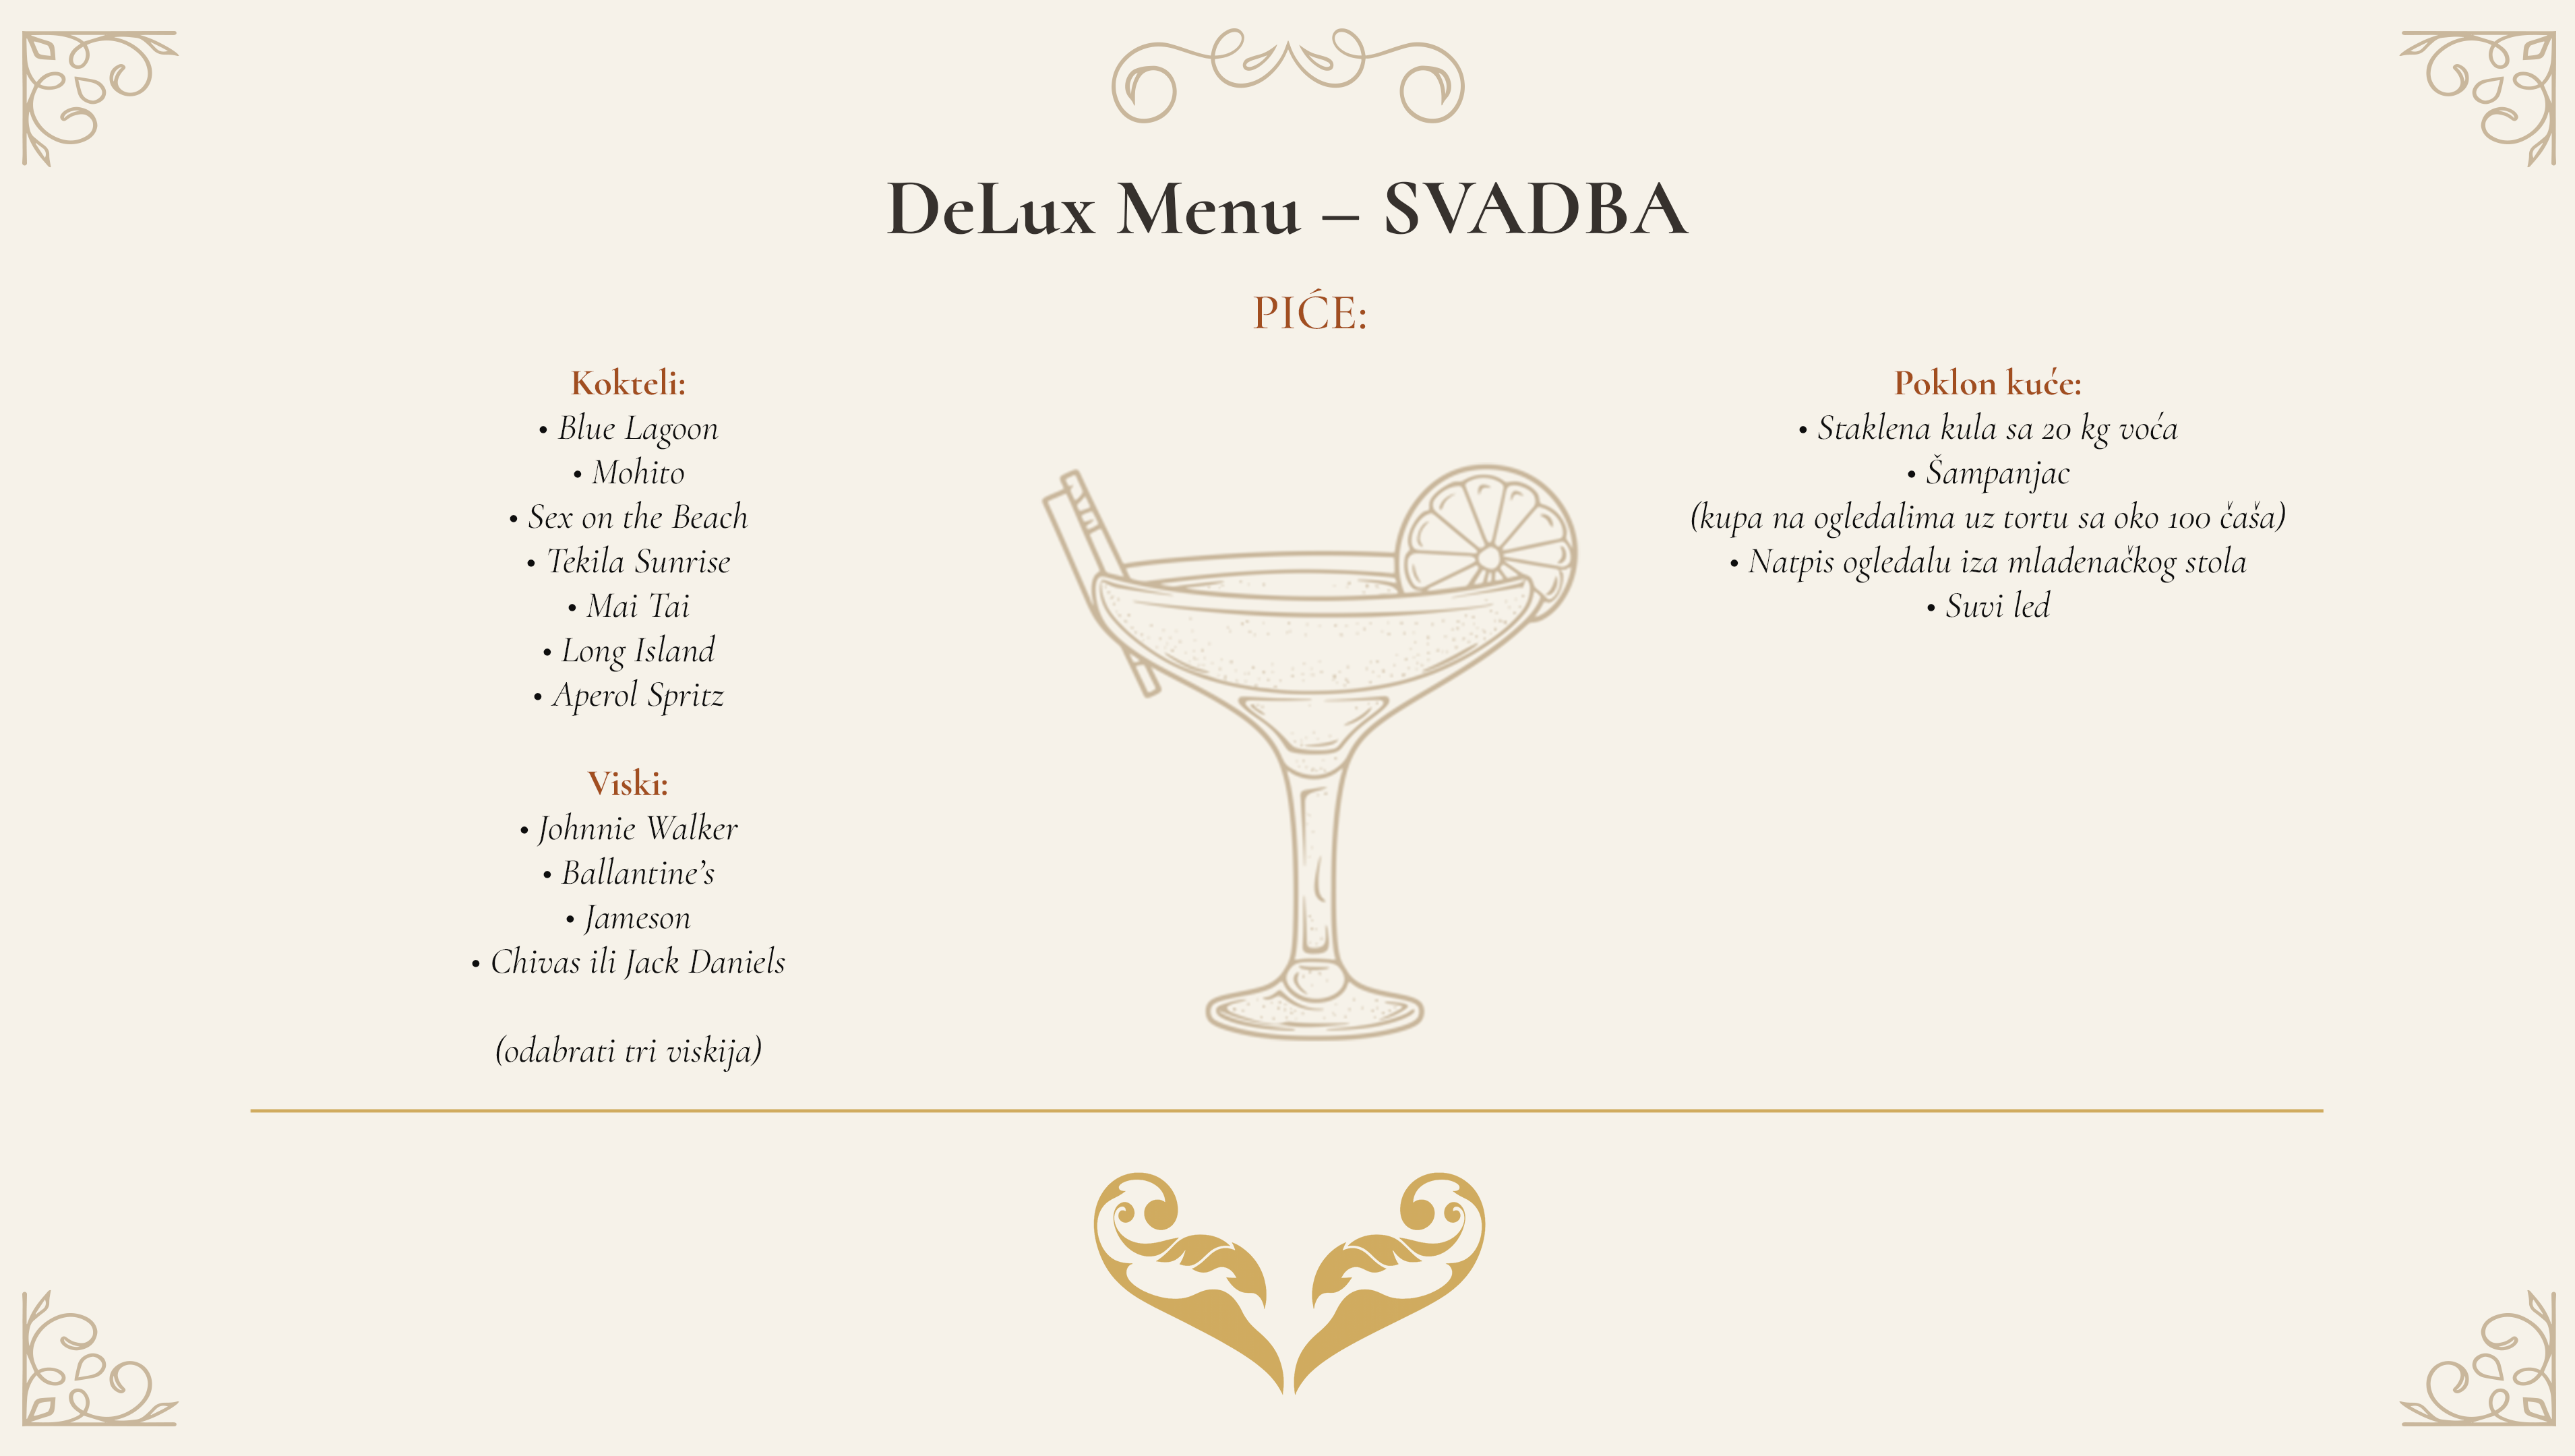 DeLux Menu – SVADBA
PIĆE:
Kokteli:
• Blue Lagoon
• Mohito
• Sex on the Beach
• Tekila Sunrise
• Mai Tai
• Long Island
• Aperol Spritz
Viski:
• Johnnie Walker
• Ballantine’s
• Jameson
• Chivas ili Jack Daniels
(odabrati tri viskija)
Poklon kuće:
• Staklena kula sa 20 kg voća
• Šampanjac
(kupa na ogledalima uz tortu sa oko 100 čaša)
• Natpis ogledalu iza mladenačkog stola
• Suvi led